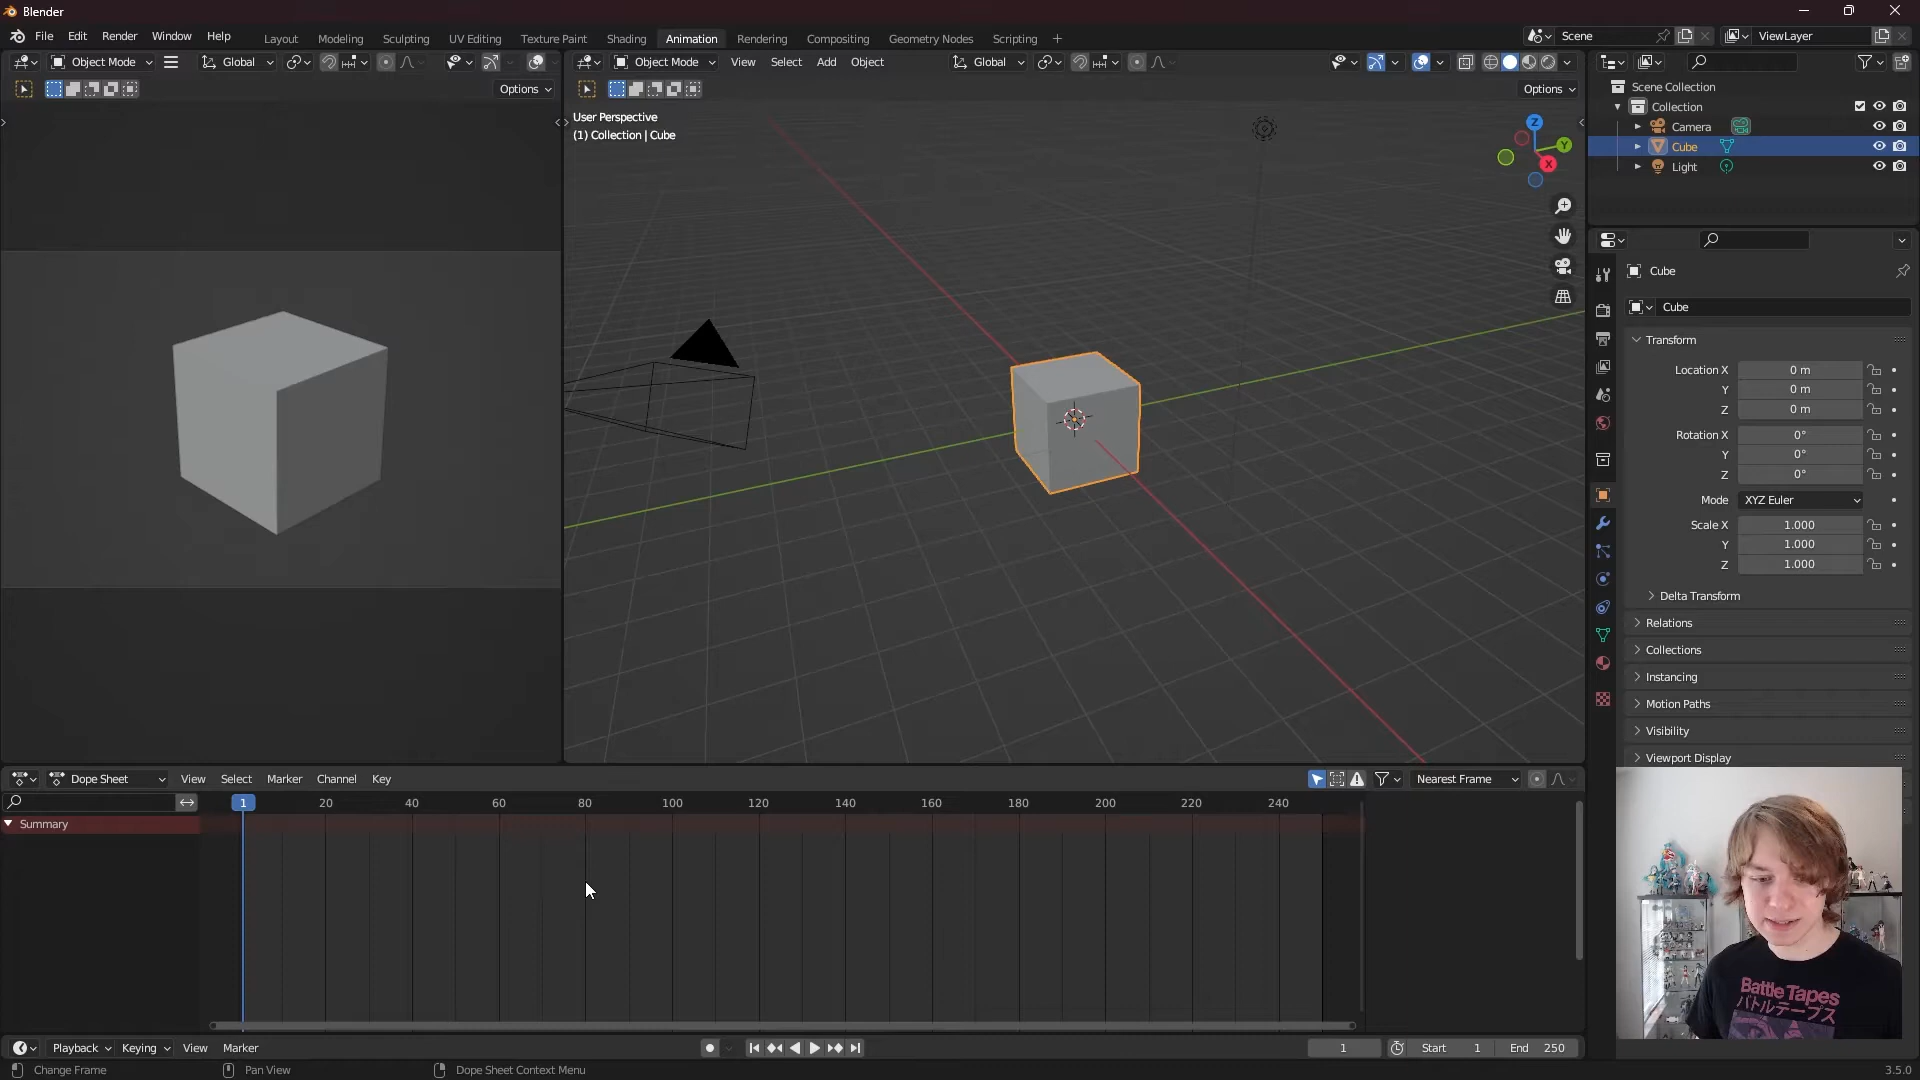 Blender
File Edit Render Window Help
Layout Modeling Sculpting UV Editing Texture Paint Shading Animation Rendering Compositing Geometry Nodes Scripting +
Scene
ViewLayer
Object Mode Global
Object Mode View Select Add Object Global
Options
Options
User Perspective
(1) Collection | Cube
Z
Y
X
Scene Collection
Collection
Camera
Cube
Light
Cube
Cube
Transform
Location X 0 m
Y 0 m
Z 0 m
Rotation X 0°
Y 0°
Z 0°
Mode XYZ Euler
Scale X 1.000
Y 1.000
Z 1.000
Delta Transform
Relations
Collections
Instancing
Motion Paths
Visibility
Viewport Display
Dope Sheet View Select Marker Channel Key Nearest Frame
1 20 40 60 80 100 120 140 160 180 200 220 240
Summary
Battle Tapes
バトルテープス
Playback Keying View Marker 1 Start 1 End 250
Change Frame Pan View Dope Sheet Context Menu 3.5.0